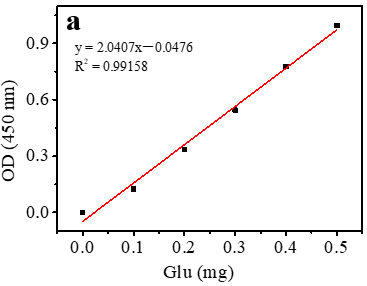 a
y = 2.0407x－0.0476
R² = 0.99158
OD (450 nm)
0.9
0.6
0.3
0.0
0.0 0.1 0.2 0.3 0.4 0.5
Glu (mg)